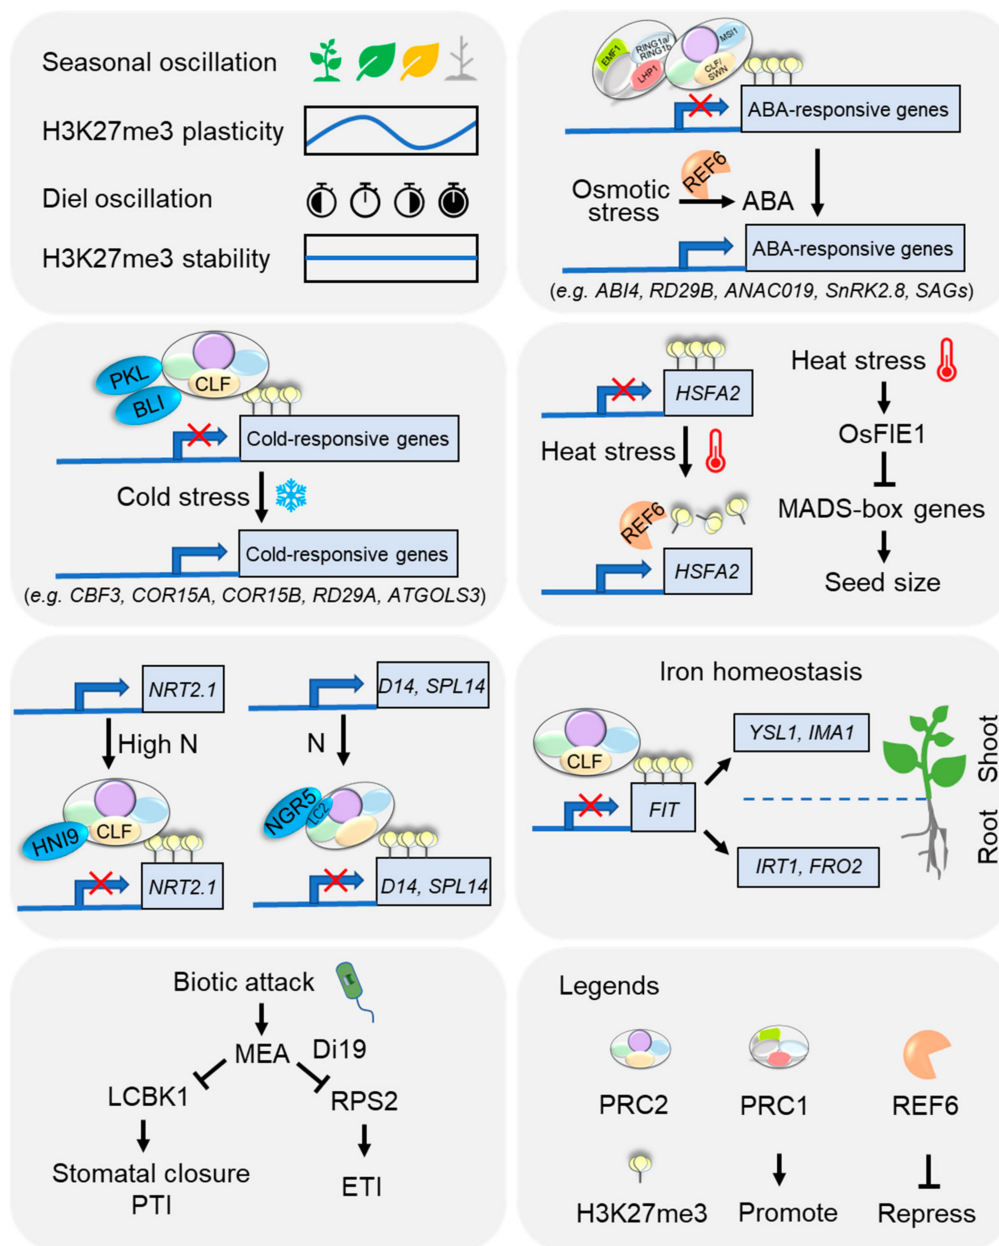 Seasonal oscillation
H3K27me3 plasticity
Diel oscillation
H3K27me3 stability
EMF1
RING1a/
RING1b
LHP1
MSI1
CLF/
SWN
ABA-responsive genes
REF6
Osmotic
stress
ABA
ABA-responsive genes
(e.g. ABI4, RD29B, ANAC019, SnRK2.8, SAGs)
PKL
BLI
CLF
Cold-responsive genes
Cold stress
Cold-responsive genes
(e.g. CBF3, COR15A, COR15B, RD29A, ATGOLS3)
HSFA2
Heat stress
REF6
HSFA2
Heat stress
OsFIE1
MADS-box genes
Seed size
NRT2.1
High N
HNI9
CLF
NRT2.1
D14, SPL14
N
NGR5
LC2
D14, SPL14
Iron homeostasis
CLF
FIT
YSL1, IMA1
IRT1, FRO2
Shoot
Root
Biotic attack
MEA
Di19
LCBK1
RPS2
Stomatal closure
PTI
ETI
Legends
PRC2
PRC1
REF6
H3K27me3
Promote
Repress